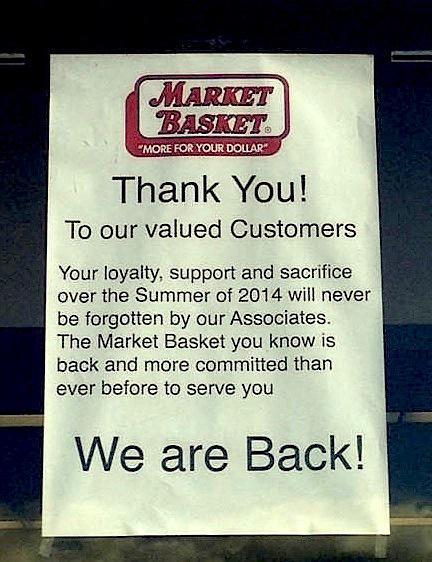 MARKET
BASKET®
"MORE FOR YOUR DOLLAR"
Thank You!
To our valued Customers
Your loyalty, support and sacrifice
over the Summer of 2014 will never
be forgotten by our Associates.
The Market Basket you know is
back and more committed than
ever before to serve you
We are Back!